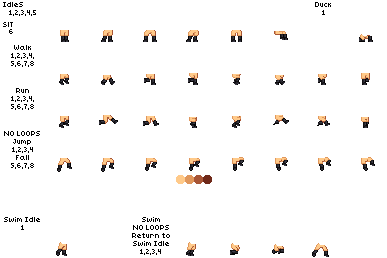 IdleS
1,2,3,4,5
Duck
1
SIT
6
Walk
1,2,3,4,
5,6,7,8
Run
1,2,3,4,
5,6,7,8
NO LOOPS
Jump
1,2,3,4
Fall
5,6,7,8
Swim Idle
1
Swim
NO LOOPS
Return to
Swim Idle
1,2,3,4